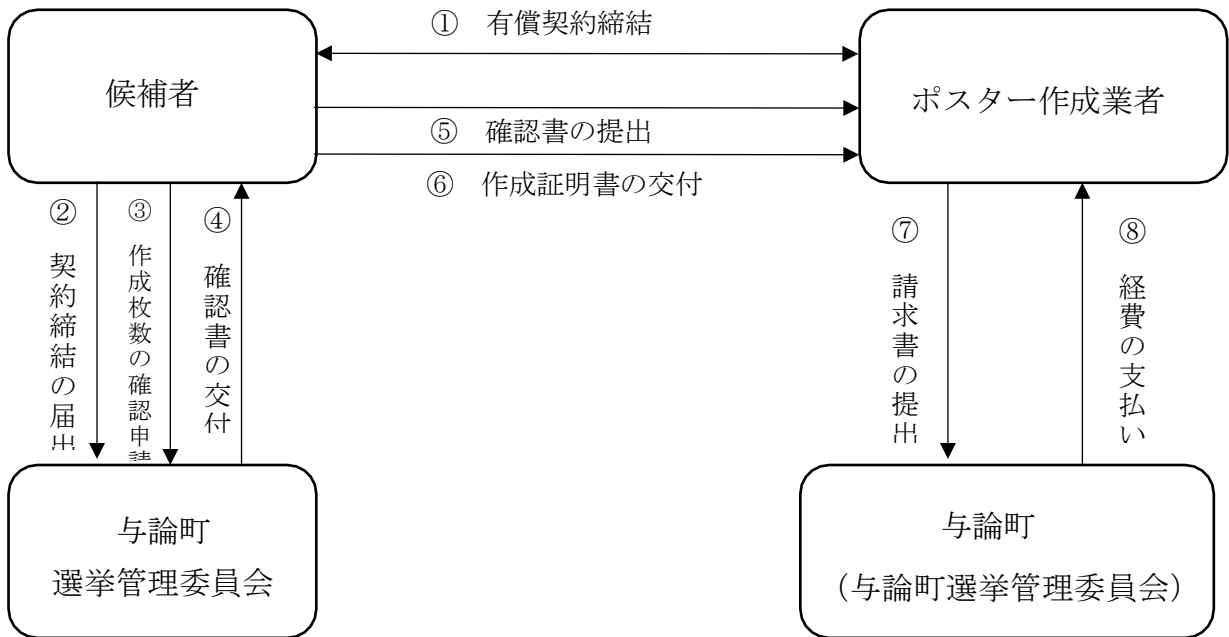 ① 有償契約締結
候補者
ポスター作成業者
⑤ 確認書の提出
⑥ 作成証明書の交付
② 契約締結の届出
③ 作成枚数の確認申請
④ 確認書の交付
⑦ 請求書の提出
⑧ 経費の支払い
与論町
選挙管理委員会
与論町
(与論町選挙管理委員会)